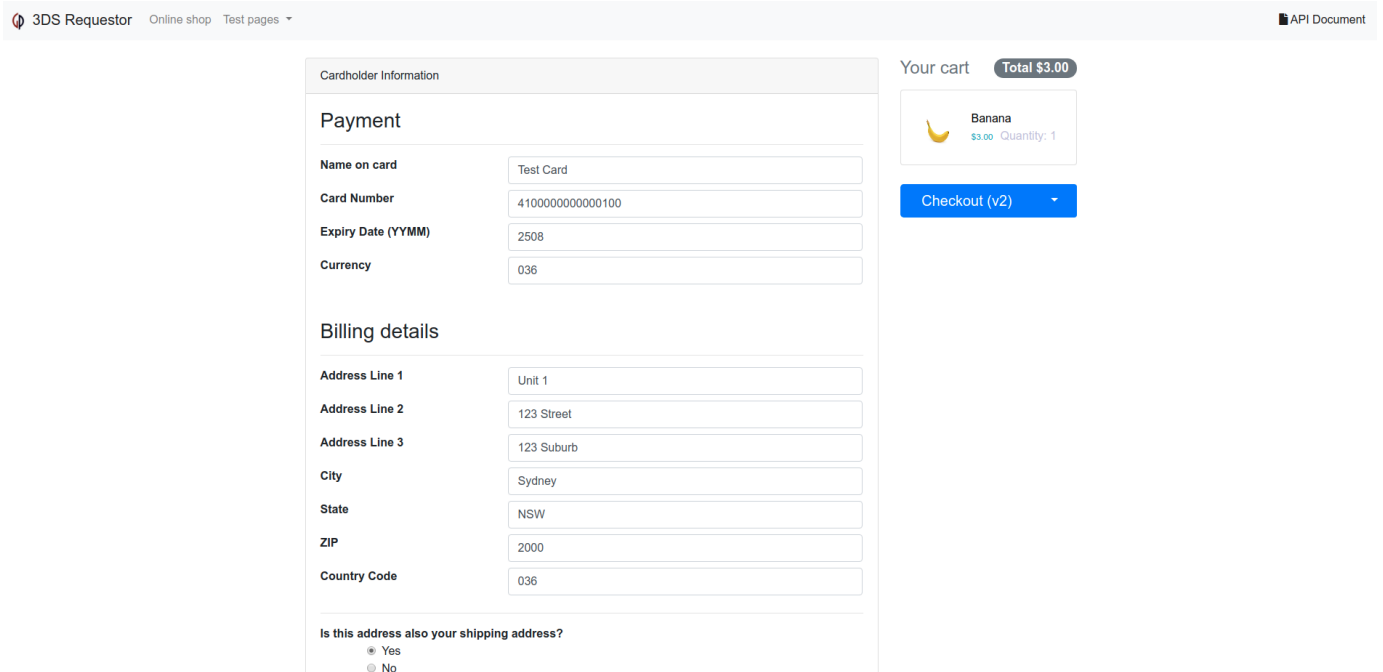 3DS Requestor Online shop Test pages API Document
Cardholder Information
Payment
Name on card Test Card
Card Number 4100000000000100
Expiry Date (YYMM) 2508
Currency 036
Billing details
Address Line 1 Unit 1
Address Line 2 123 Street
Address Line 3 123 Suburb
City Sydney
State NSW
ZIP 2000
Country Code 036
Is this address also your shipping address?
Yes
No
Your cart Total $3.00
Banana
$3.00 Quantity: 1
Checkout (v2)